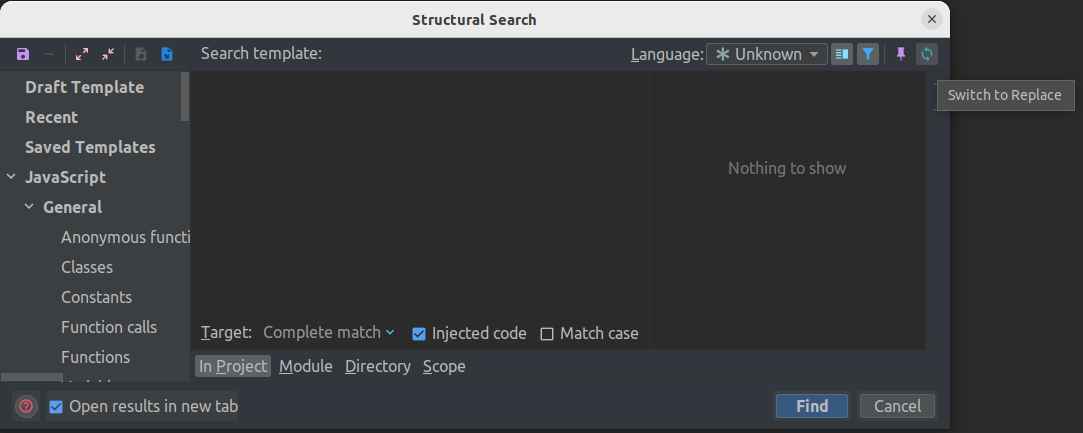 Structural Search
Search template:
Language: Unknown
Switch to Replace
Draft Template
Recent
Saved Templates
JavaScript
General
Anonymous functi
Classes
Constants
Function calls
Functions
Nothing to show
Target: Complete match Injected code Match case
In Project Module Directory Scope
Open results in new tab
Find Cancel